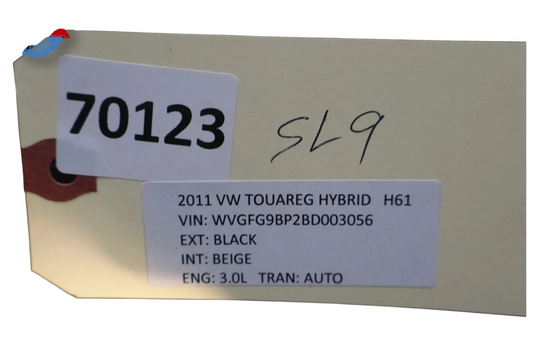 70123
SL9
2011 VW TOUAREG HYBRID H61
VIN: WVGFG9BP2BD003056
EXT: BLACK
INT: BEIGE
ENG: 3.0L TRAN: AUTO